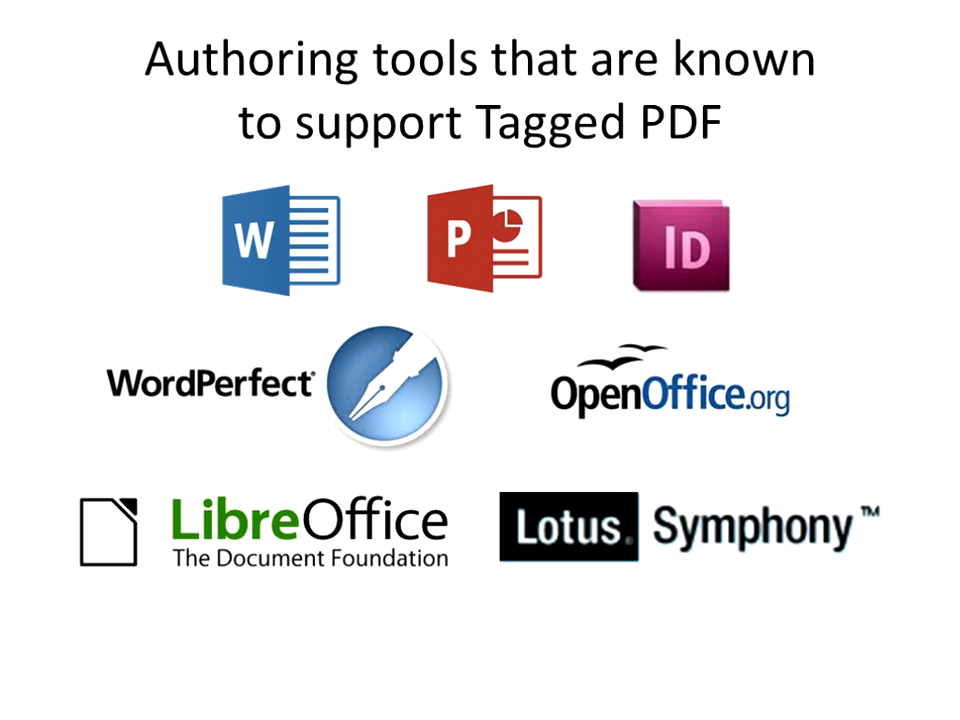 Authoring tools that are known
to support Tagged PDF
W
P
ID
WordPerfect®
OpenOffice.org
LibreOffice
The Document Foundation
Lotus® Symphony™